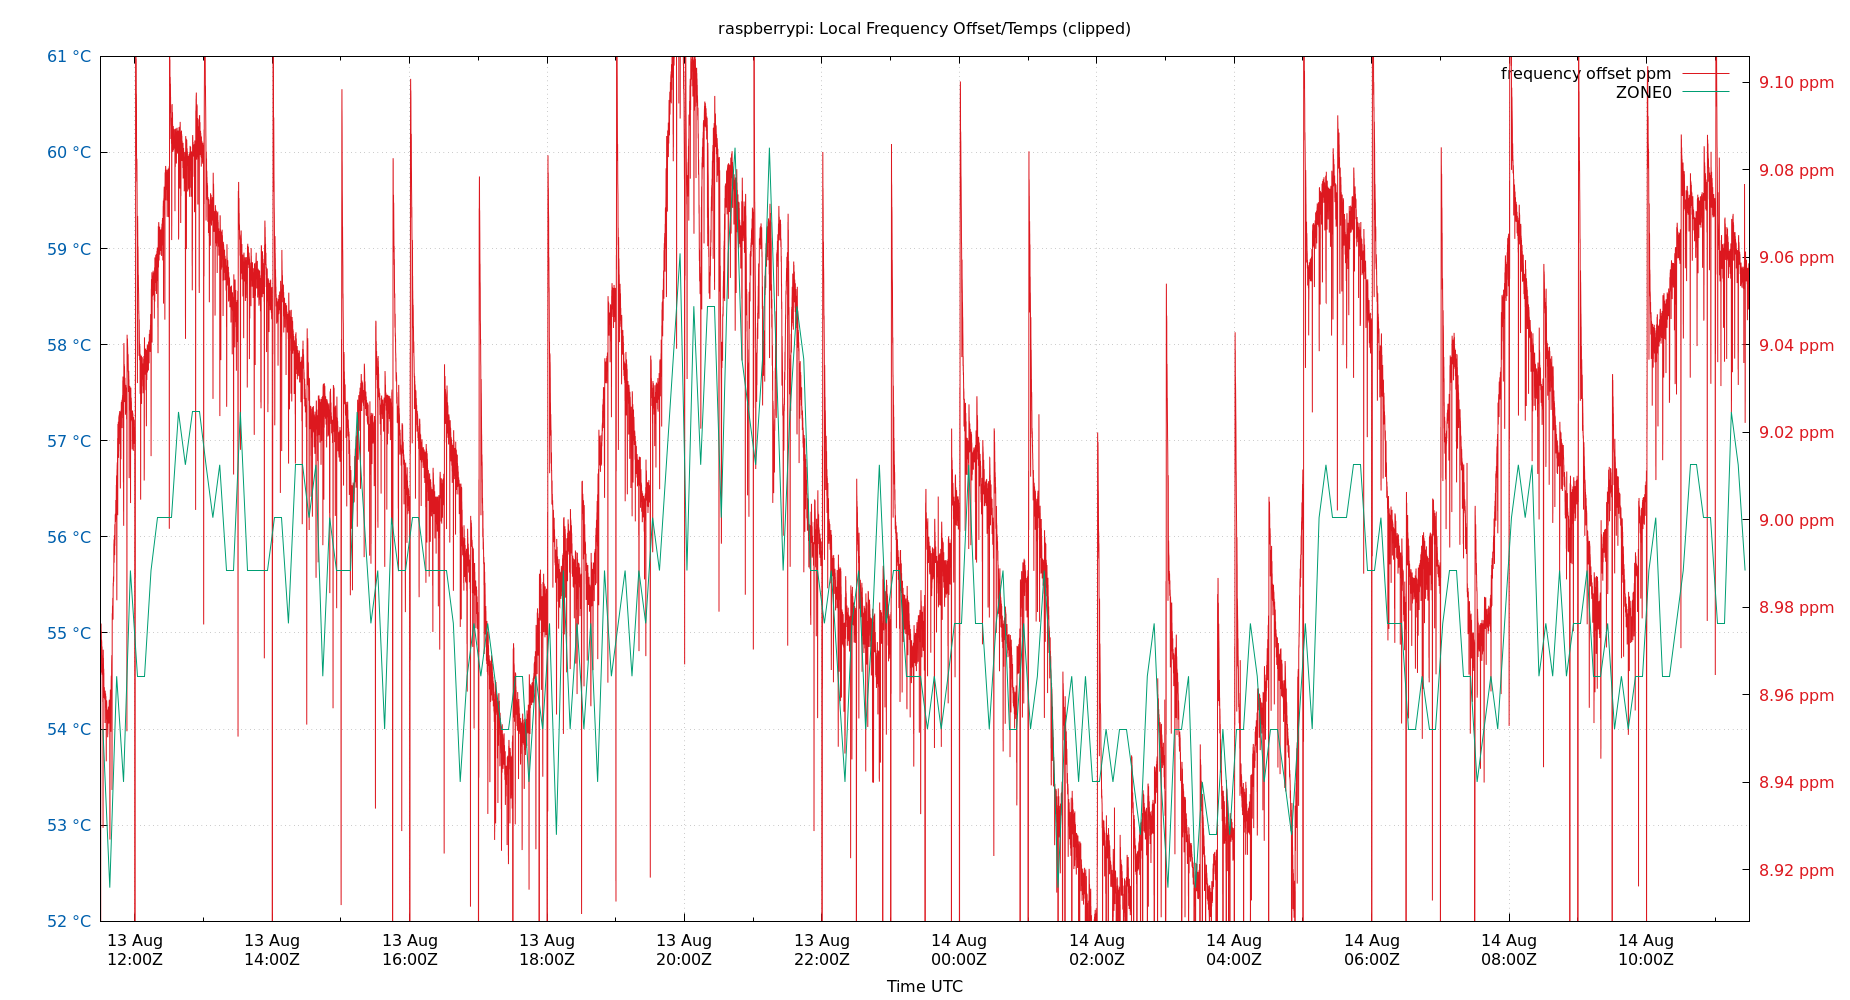 raspberrypi: Local Frequency Offset/Temps (clipped)
61 °C
60 °C
59 °C
58 °C
57 °C
56 °C
55 °C
54 °C
53 °C
52 °C
frequency offset ppm
ZONE0
9.10 ppm
9.08 ppm
9.06 ppm
9.04 ppm
9.02 ppm
9.00 ppm
8.98 ppm
8.96 ppm
8.94 ppm
8.92 ppm
13 Aug 13 Aug 13 Aug 13 Aug 13 Aug 13 Aug 14 Aug 14 Aug 14 Aug 14 Aug 14 Aug 14 Aug
12:00Z 14:00Z 16:00Z 18:00Z 20:00Z 22:00Z 00:00Z 02:00Z 04:00Z 06:00Z 08:00Z 10:00Z
Time UTC